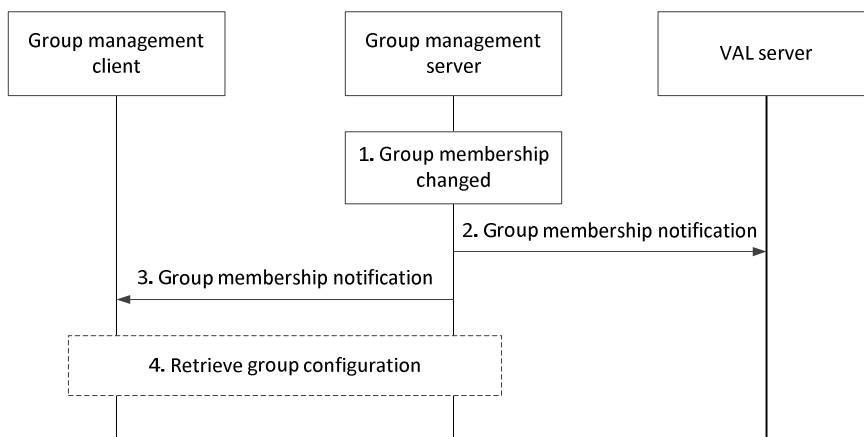 Group management
client
Group management
server
VAL server
1. Group membership
changed
2. Group membership notification
3. Group membership notification
4. Retrieve group configuration